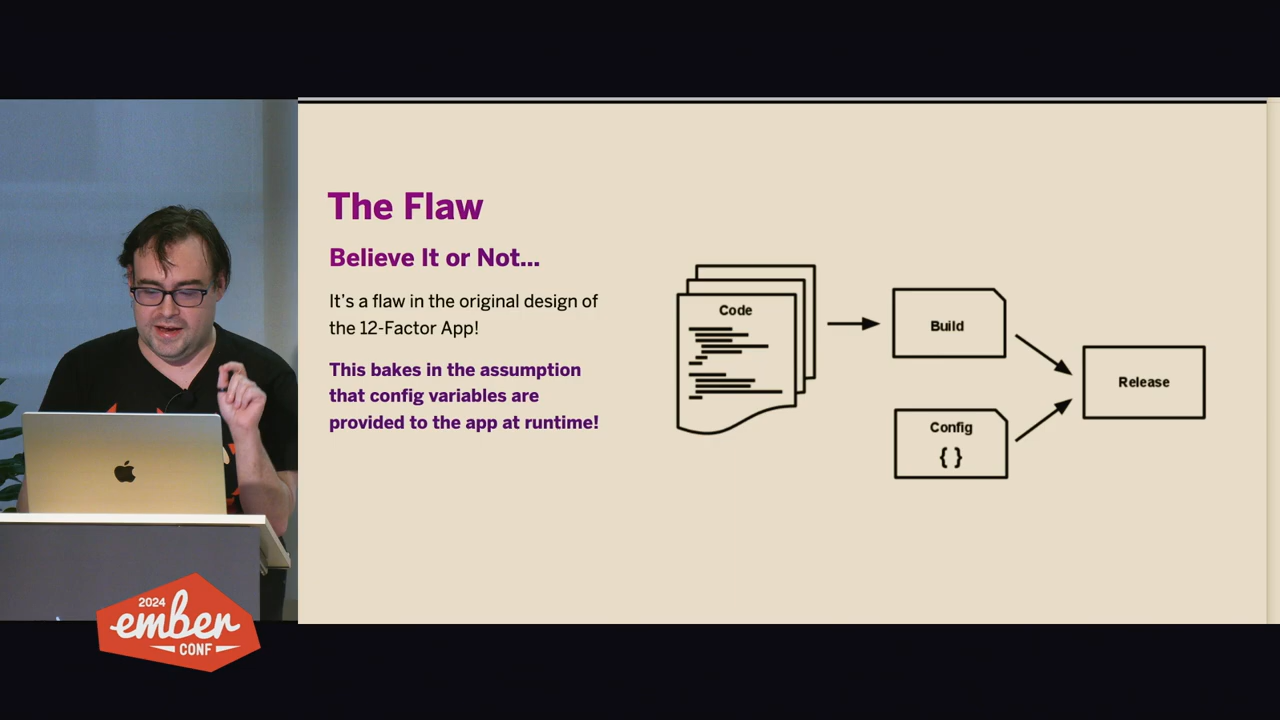 The Flaw
Believe It or Not...
It's a flaw in the original design of
the 12-Factor App!
This bakes in the assumption
that config variables are
provided to the app at runtime!
Code
Build
Config
{ }
Release
2024
ember
CONF